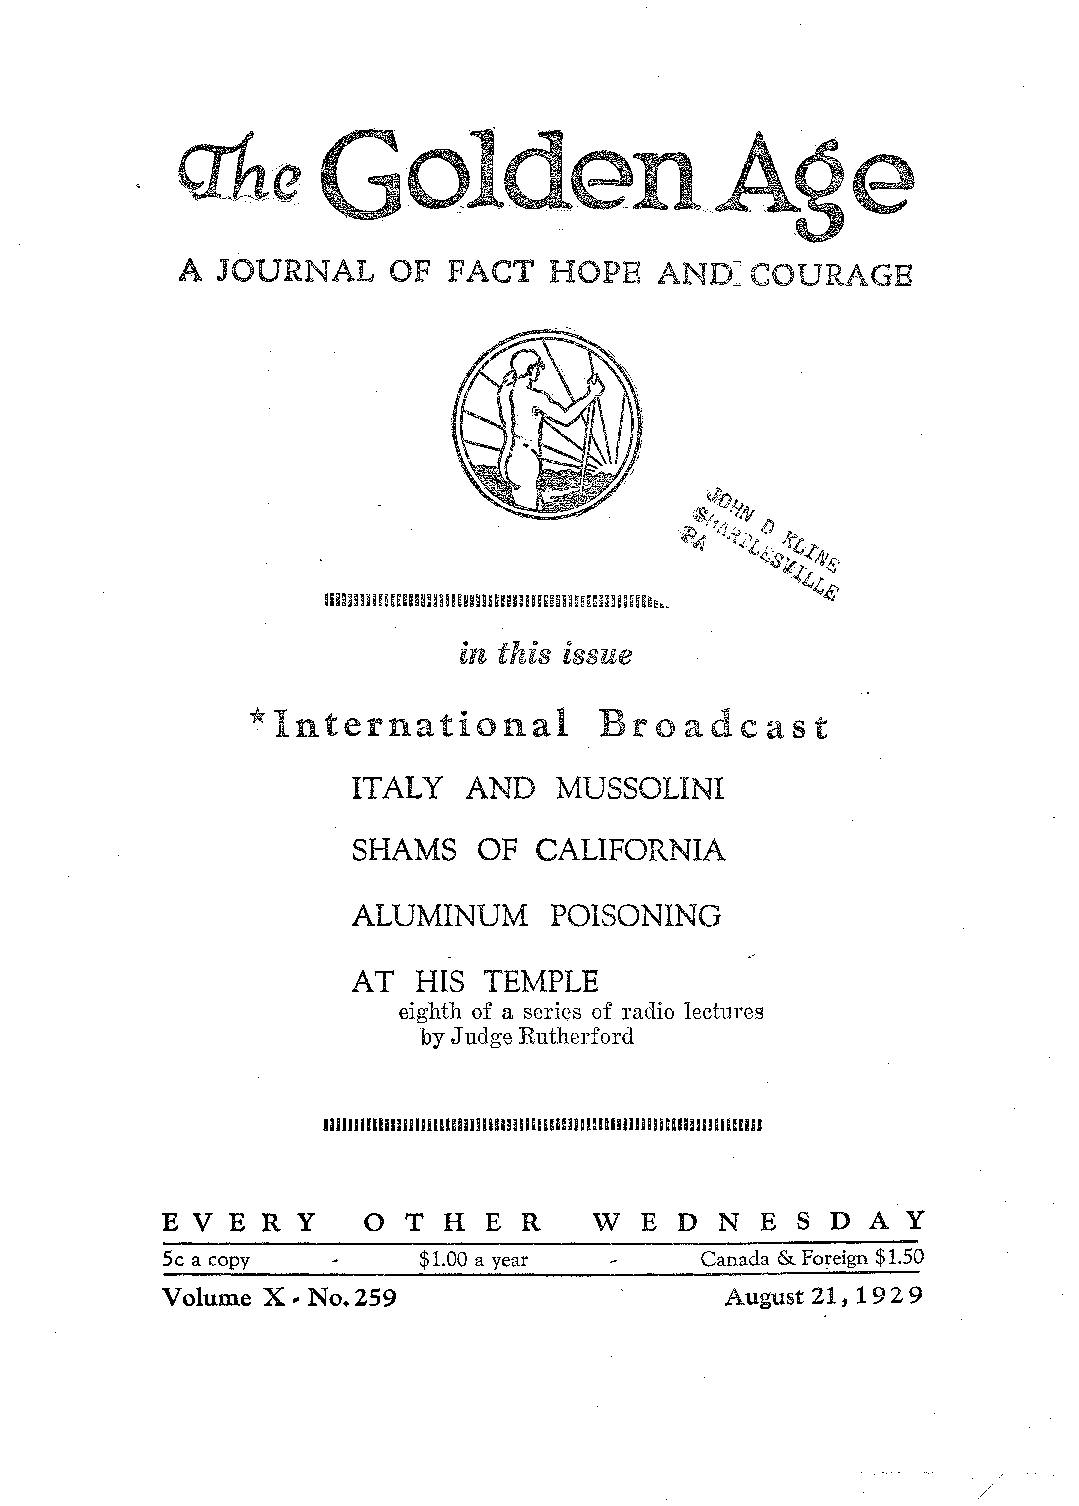 The Golden Age
A JOURNAL OF FACT HOPE AND COURAGE
JOHN D KLINE
SHARTLESVILLE
PA
in this issue
*International Broadcast
ITALY AND MUSSOLINI
SHAMS OF CALIFORNIA
ALUMINUM POISONING
AT HIS TEMPLE
eighth of a series of radio lectures
by Judge Rutherford
EVERY OTHER WEDNESDAY
5c a copy - $1.00 a year - Canada & Foreign $1.50
Volume X - No. 259 August 21, 1929